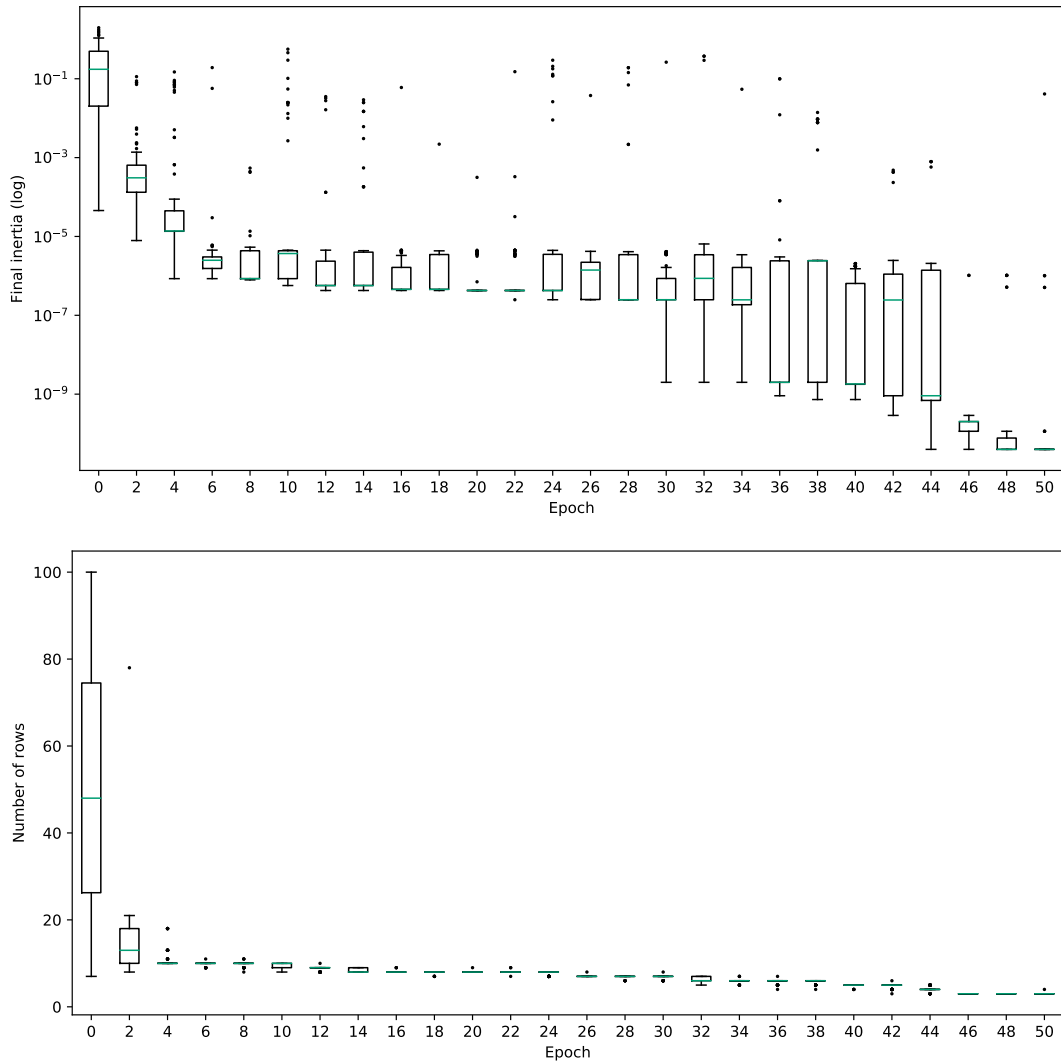 Final inertia (log)
10⁻¹
10⁻³
10⁻⁵
10⁻⁷
10⁻⁹
0 2 4 6 8 10 12 14 16 18 20 22 24 26 28 30 32 34 36 38 40 42 44 46 48 50
Epoch
Number of rows
100
80
60
40
20
0
0 2 4 6 8 10 12 14 16 18 20 22 24 26 28 30 32 34 36 38 40 42 44 46 48 50
Epoch